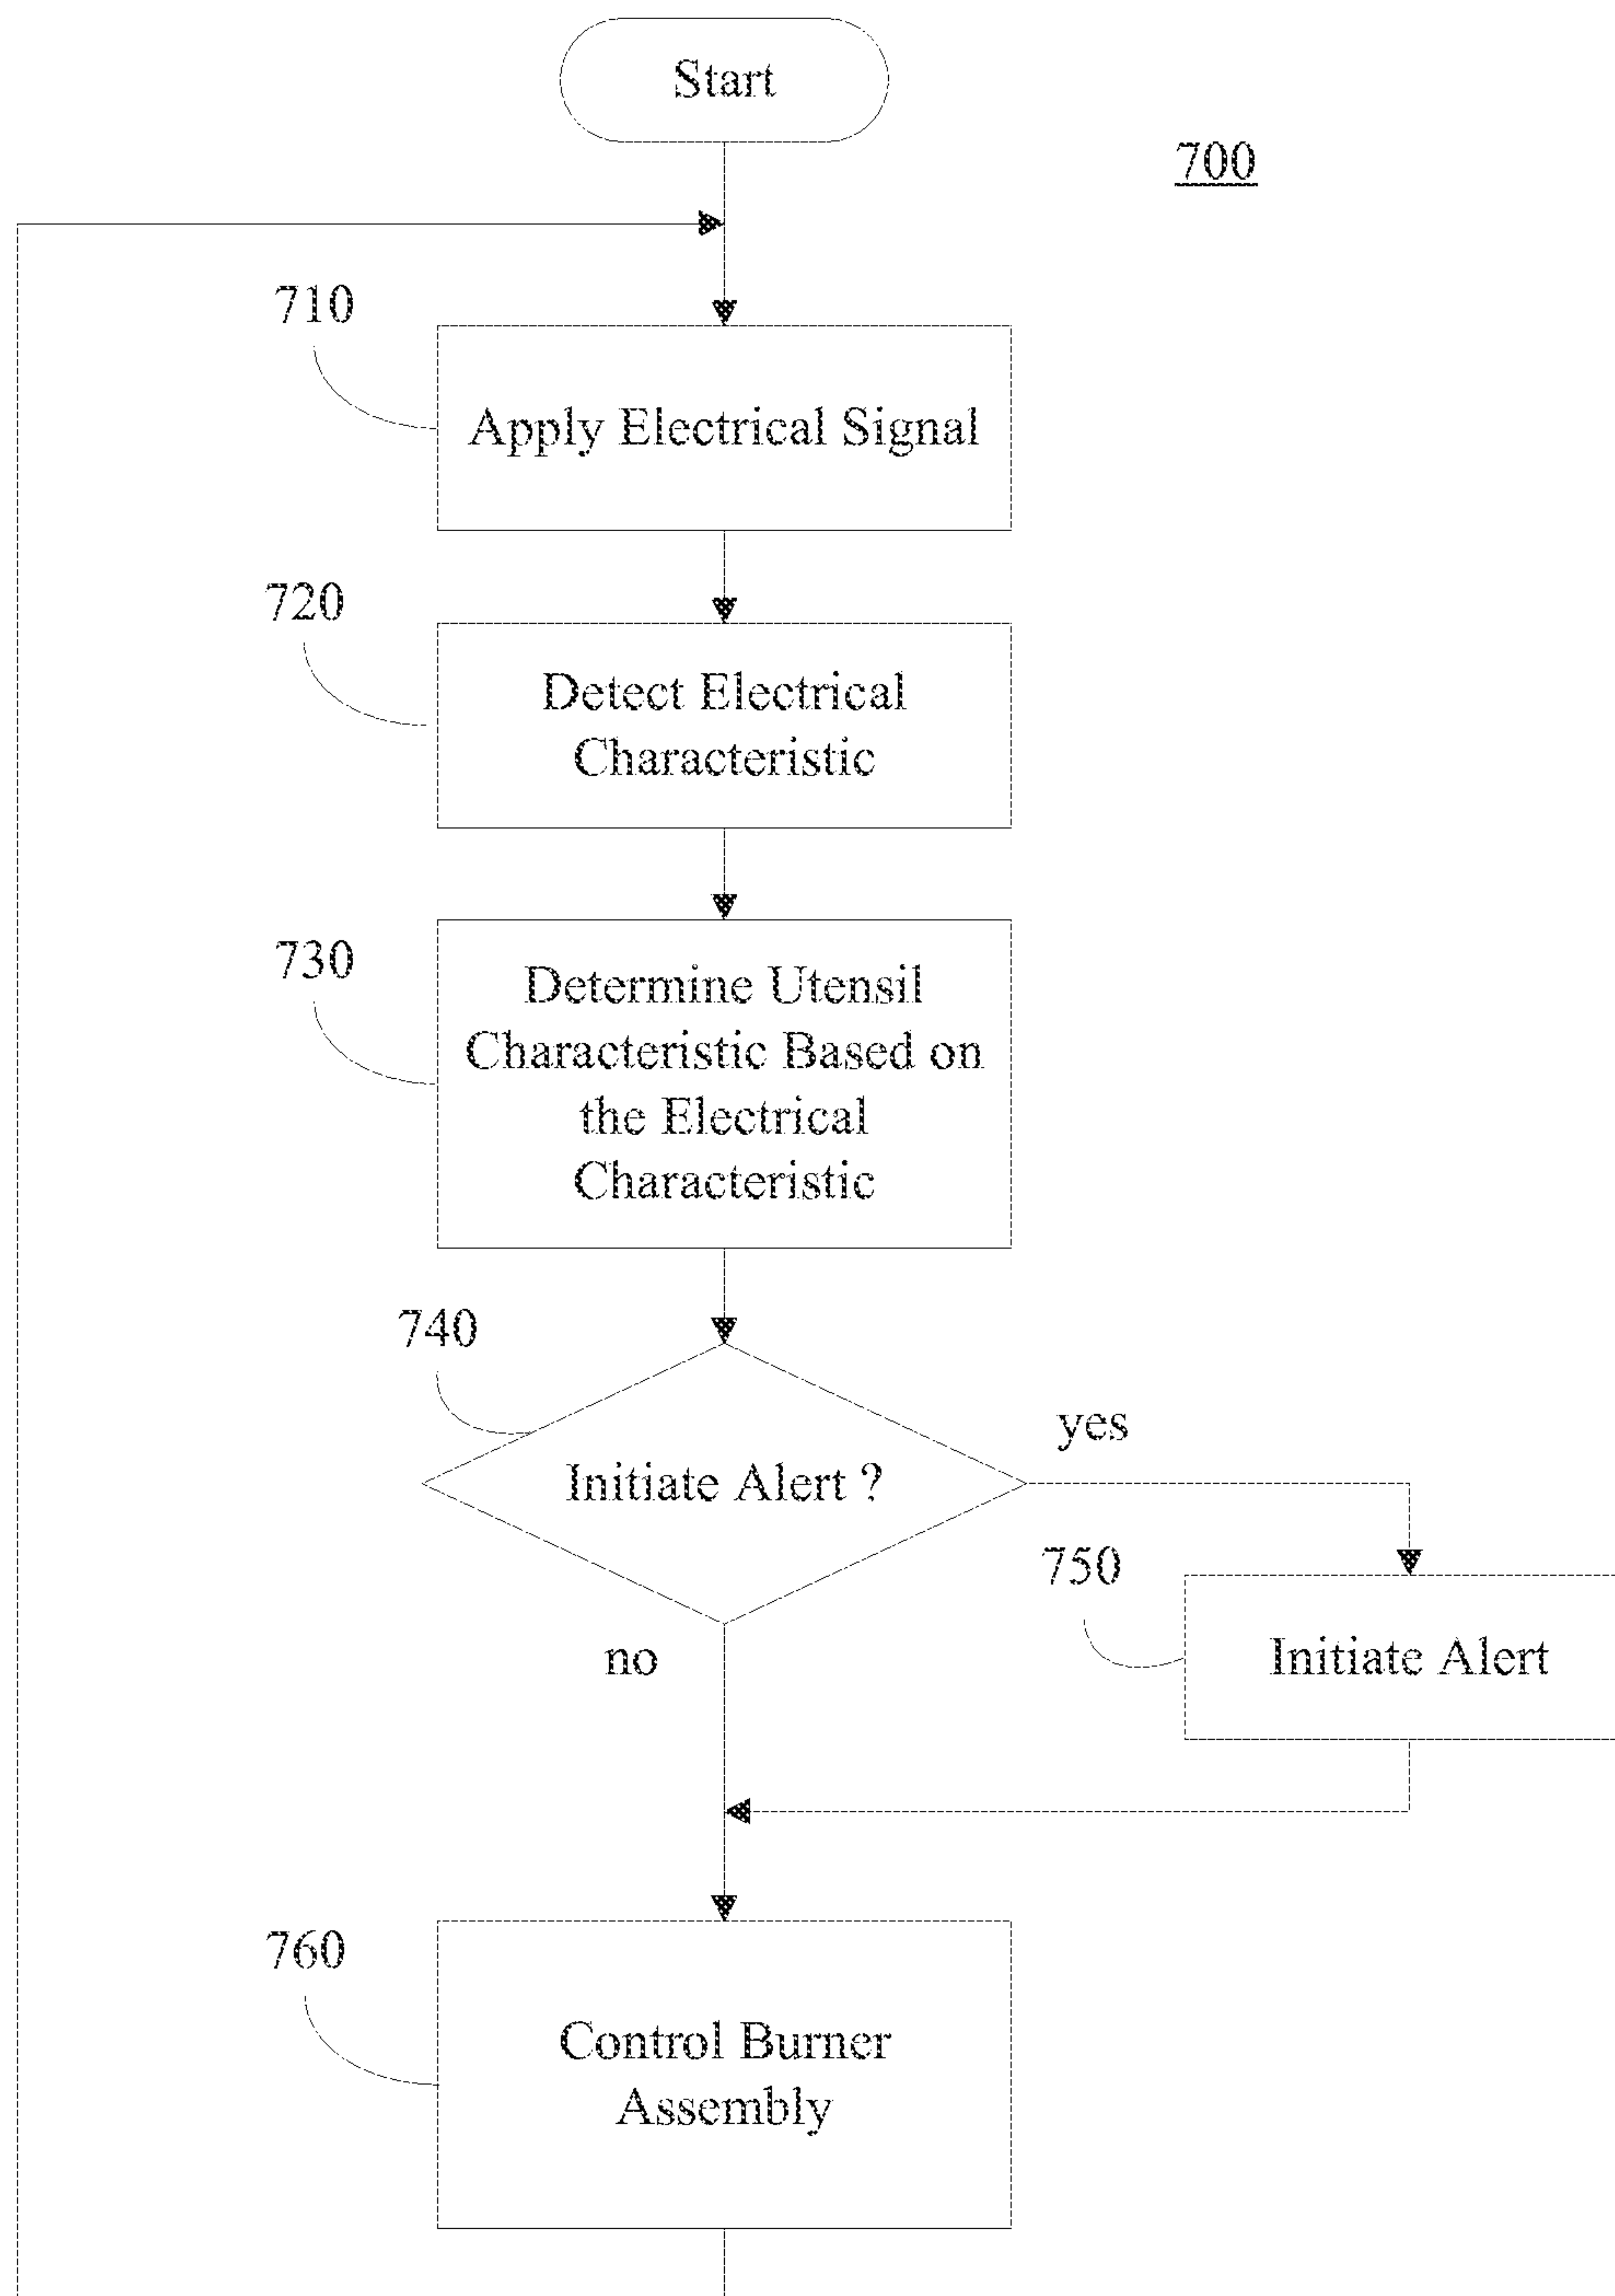 Start
700
710
Apply Electrical Signal
720
Detect Electrical
Characteristic
730
Determine Utensil
Characteristic Based on
the Electrical
Characteristic
740
Initiate Alert ?
yes
750
Initiate Alert
no
760
Control Burner
Assembly